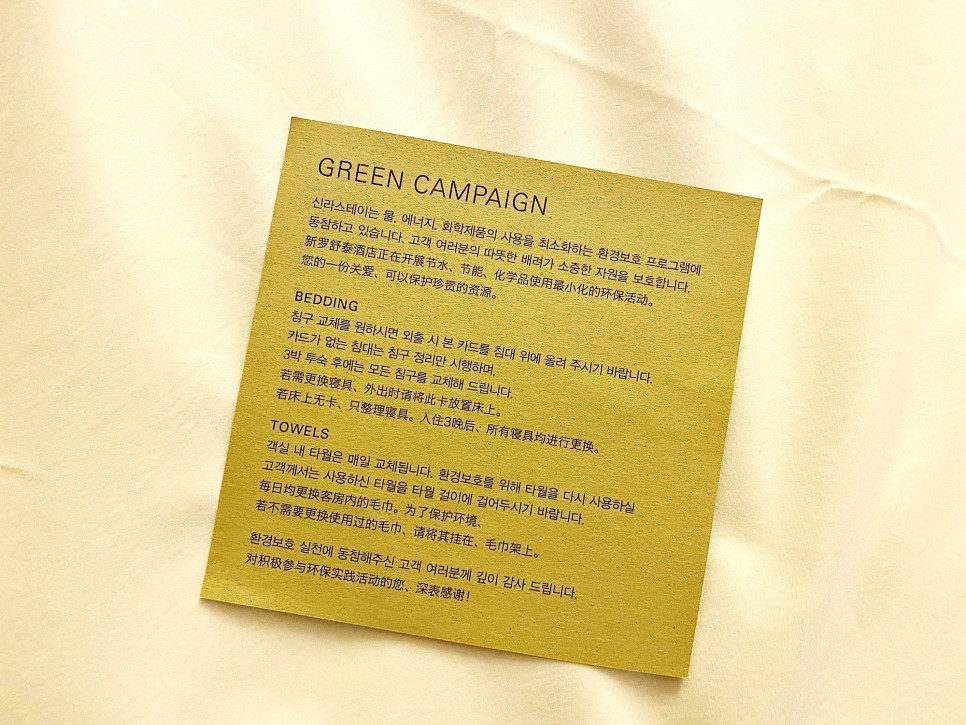 GREEN CAMPAIGN
신라스테이는 물, 에너지, 화학제품의 사용을 최소화하는 환경보호 프로그램에
동참하고 있습니다. 고객 여러분의 따뜻한 배려가 소중한 자원을 보호합니다.
新罗舒泰酒店正在开展节水、节能、化学品使用最小化的环保活动。
您的一份关爱、可以保护珍贵的资源。
BEDDING
침구 교체를 원하시면 외출 시 본 카드를 침대 위에 올려 주시기 바랍니다.
카드가 없는 침대는 침구 정리만 시행하며,
3박 투숙 후에는 모든 침구를 교체해 드립니다.
若需更换寝具、外出时请将此卡放置床上。
若床上无卡、只整理寝具。入住3晚后、所有寝具均进行更换。
TOWELS
객실 내 타월은 매일 교체됩니다. 환경보호를 위해 타월을 다시 사용하실
고객께서는 사용하신 타월을 타월 걸이에 걸어두시기 바랍니다.
每日均更换客房内的毛巾。为了保护环境、
若不需要更换使用过的毛巾、请将其挂在、毛巾架上。
환경보호 실천에 동참해주신 고객 여러분께 깊이 감사 드립니다.
对积极参与环保实践活动的您、深表感谢!